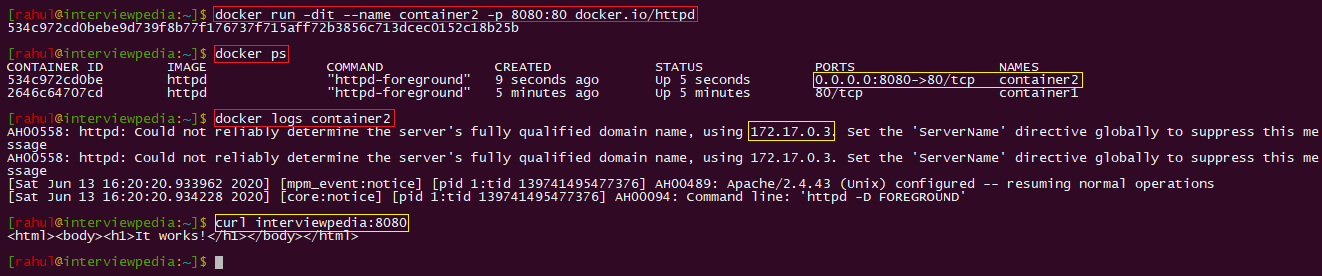 [rahul@interviewpedia:~]$ docker run -dit --name container2 -p 8080:80 docker.io/httpd
534c972cd0bebe9d739f8b77f176737f715aff72b3856c713dcec0152c18b25b
[rahul@interviewpedia:~]$ docker ps
CONTAINER ID IMAGE COMMAND CREATED STATUS PORTS NAMES
534c972cd0be httpd "httpd-foreground" 9 seconds ago Up 5 seconds 0.0.0.0:8080->80/tcp container2
2646c64707cd httpd "httpd-foreground" 5 minutes ago Up 5 minutes 80/tcp container1
[rahul@interviewpedia:~]$ docker logs container2
AH00558: httpd: Could not reliably determine the server's fully qualified domain name, using 172.17.0.3. Set the 'ServerName' directive globally to suppress this me
ssage
AH00558: httpd: Could not reliably determine the server's fully qualified domain name, using 172.17.0.3. Set the 'ServerName' directive globally to suppress this me
ssage
[Sat Jun 13 16:20:20.933962 2020] [mpm_event:notice] [pid 1:tid 139741495477376] AH00489: Apache/2.4.43 (Unix) configured -- resuming normal operations
[Sat Jun 13 16:20:20.934228 2020] [core:notice] [pid 1:tid 139741495477376] AH00094: Command line: 'httpd -D FOREGROUND'
[rahul@interviewpedia:~]$ curl interviewpedia:8080
<html><body><h1>It works!</h1></body></html>
[rahul@interviewpedia:~]$